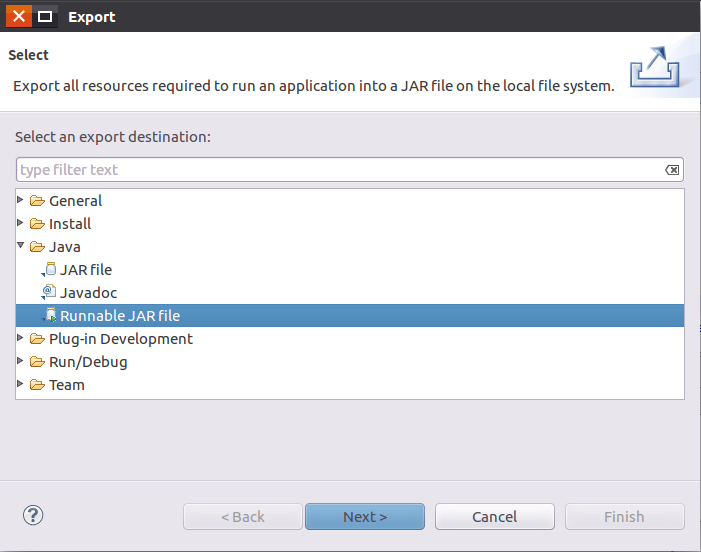 Export
Select
Export all resources required to run an application into a JAR file on the local file system.
Select an export destination:
type filter text
General
Install
Java
JAR file
Javadoc
Runnable JAR file
Plug-in Development
Run/Debug
Team
? < Back Next > Cancel Finish